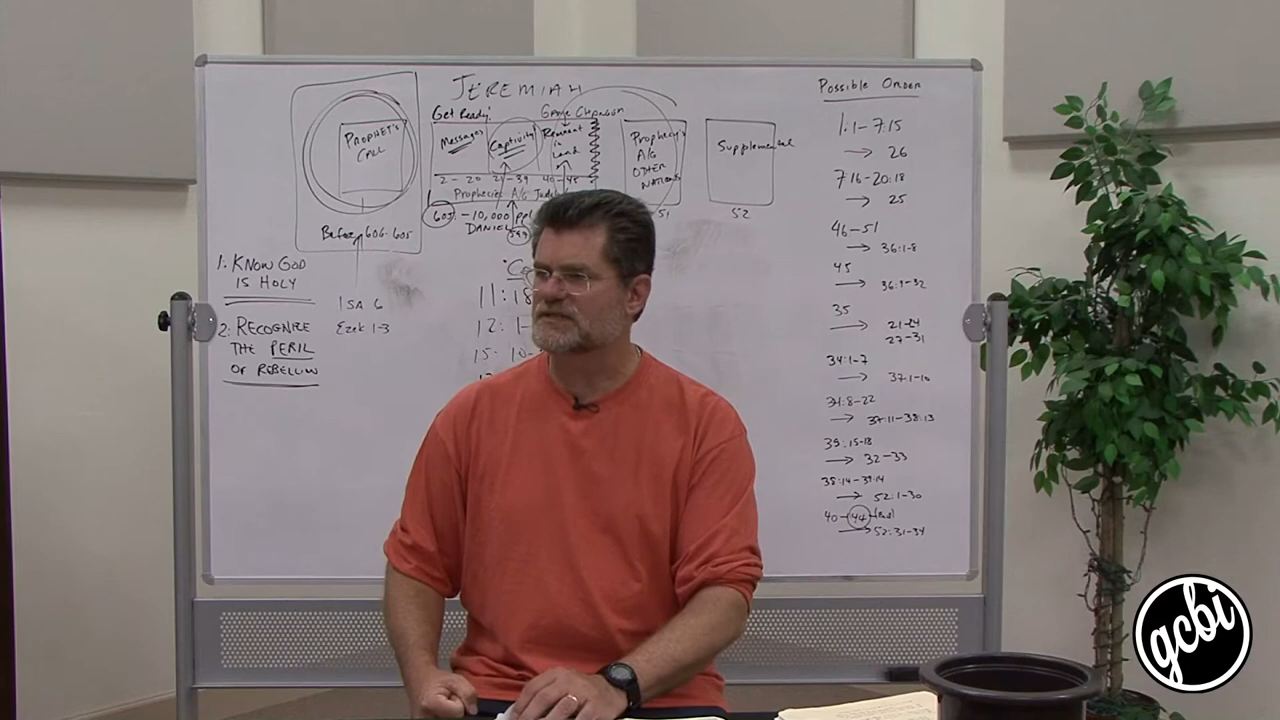 JEREMIAH
Possible Order
Get Ready!
Game Changer
PROPHET'S
CALL
Messages
Captivity
Remnant
in
Land
Prophecy's
A/G
OTHER
NATIONS
Supplemental
2-20 21-39 40-45
51
52
Prophecies A/G Judah
605 -10,000 ppl
DANIEL
Before 606-605
1. KNOW GOD
IS HOLY
ISA 6
Ezek 1-3
2. RECOGNIZE
THE PERIL
OF REBELLION
11:18
12:1-
15:10-
1:1-7:15
→ 26
7:16-20:18
→ 25
46-51
→ 36:1-8
45
→ 36:9-32
35
→ 21-24
27-31
34:1-7
→ 37:1-10
34:8-22
→ 37:11-38:13
39:15-18
→ 32-33
38:14-39:14
→ 52:1-30
40-44
→ 52:31-34
gcbi